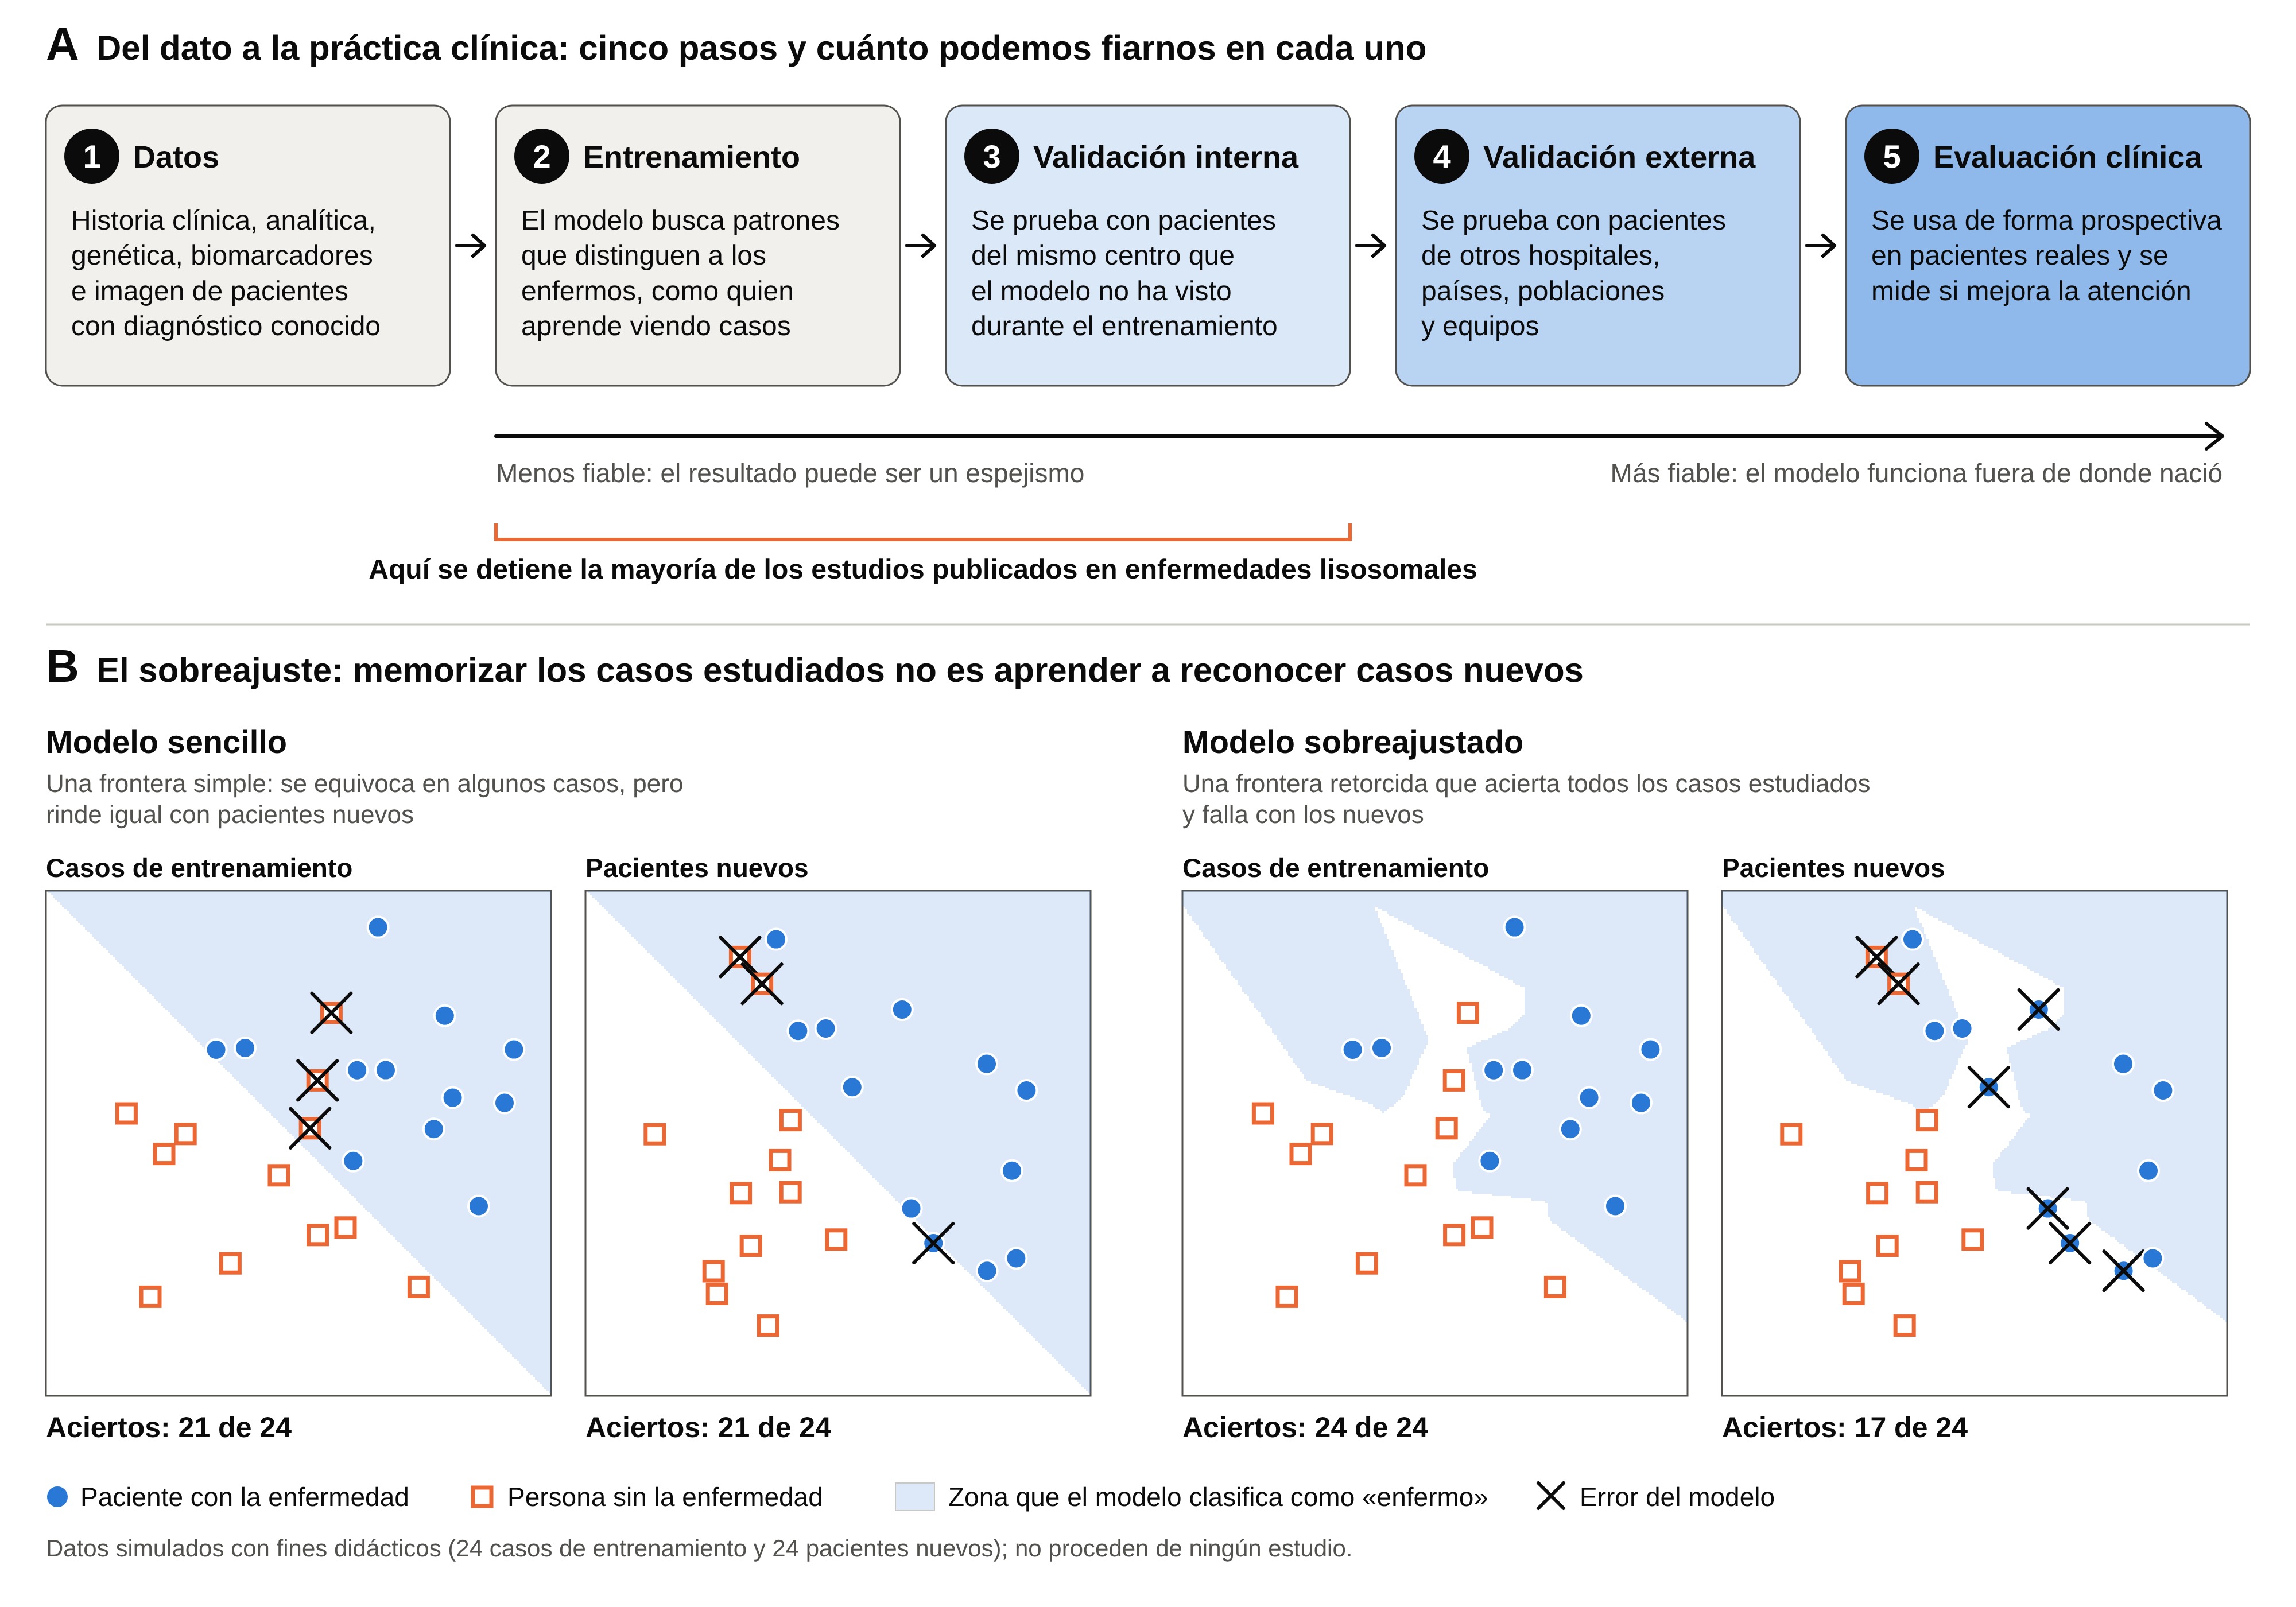 A Del dato a la práctica clínica: cinco pasos y cuánto podemos fiarnos en cada uno
1 Datos
Historia clínica, analítica,
genética, biomarcadores
e imagen de pacientes
con diagnóstico conocido
2 Entrenamiento
El modelo busca patrones
que distinguen a los
enfermos, como quien
aprende viendo casos
3 Validación interna
Se prueba con pacientes
del mismo centro que
el modelo no ha visto
durante el entrenamiento
4 Validación externa
Se prueba con pacientes
de otros hospitales,
países, poblaciones
y equipos
5 Evaluación clínica
Se usa de forma prospectiva
en pacientes reales y se
mide si mejora la atención
Menos fiable: el resultado puede ser un espejismo
Más fiable: el modelo funciona fuera de donde nació
Aquí se detiene la mayoría de los estudios publicados en enfermedades lisosomales
B El sobreajuste: memorizar los casos estudiados no es aprender a reconocer casos nuevos
Modelo sencillo
Una frontera simple: se equivoca en algunos casos, pero
rinde igual con pacientes nuevos
Casos de entrenamiento
Aciertos: 21 de 24
Pacientes nuevos
Aciertos: 21 de 24
Modelo sobreajustado
Una frontera retorcida que acierta todos los casos estudiados
y falla con los nuevos
Casos de entrenamiento
Aciertos: 24 de 24
Pacientes nuevos
Aciertos: 17 de 24
Paciente con la enfermedad
Persona sin la enfermedad
Zona que el modelo clasifica como «enfermo»
Error del modelo
Datos simulados con fines didácticos (24 casos de entrenamiento y 24 pacientes nuevos); no proceden de ningún estudio.